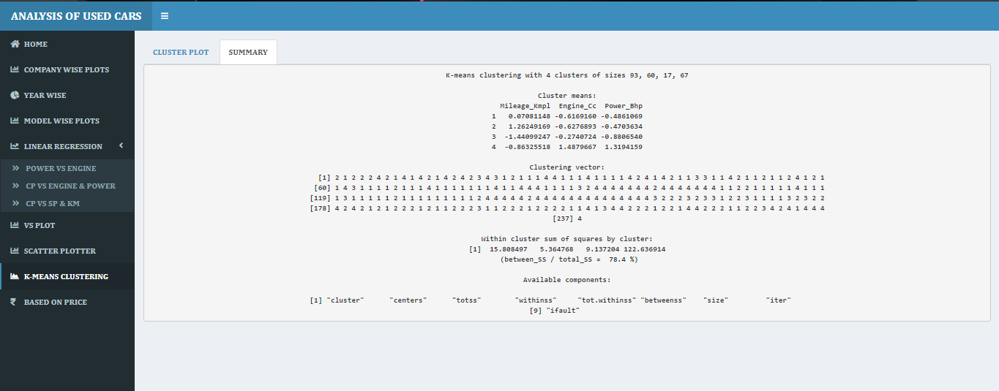 ANALYSIS OF USED CARS
HOME
COMPANY WISE PLOTS
YEAR WISE
MODEL WISE PLOTS
LINEAR REGRESSION
POWER VS ENGINE
CP VS ENGINE & POWER
CP VS SP & KM
VS PLOT
SCATTER PLOTTER
K-MEANS CLUSTERING
BASED ON PRICE
CLUSTER PLOT SUMMARY
K-means clustering with 4 clusters of sizes 93, 60, 17, 67
Cluster means:
Mileage_Kmpl Engine_Cc Power_Bhp
1 0.07081148 -0.6169160 -0.4861069
2 1.26249169 -0.6276893 -0.4703634
3 -1.44099247 -0.2740724 -0.8806540
4 -0.86325518 1.4879667 1.3194159
Clustering vector:
[1] 2 1 2 2 2 4 2 1 4 1 4 2 1 4 2 4 2 3 4 3 1 2 1 1 1 4 4 1 1 1 4 1 1 1 1 4 2 4 1 4 2 1 1 3 3 1 1 4 2 1 1 2 1 1 2 4 1 2 1
[60] 1 4 3 1 1 1 1 2 1 1 1 4 1 1 1 1 1 1 1 4 1 1 4 4 1 1 1 1 3 2 4 4 4 4 4 4 4 2 4 4 4 4 4 4 4 1 1 2 2 1 1 1 1 1 4 1 1 1
[119] 1 3 1 1 1 1 1 2 1 1 1 1 1 1 1 1 1 2 4 4 4 4 4 2 4 4 4 4 4 4 4 4 4 4 4 4 4 4 3 2 2 2 3 2 3 3 1 2 2 3 1 1 1 1 3 2 3 2 2
[178] 4 2 4 2 1 2 1 2 2 2 1 2 1 1 2 2 2 3 1 1 2 2 2 1 2 2 2 2 1 1 4 1 3 4 4 2 2 2 1 2 2 1 4 4 2 2 2 1 1 2 2 3 4 2 4 1 4 4 4
[237] 4
Within cluster sum of squares by cluster:
[1] 15.808497 5.364768 9.137204 122.636914
(between_SS / total_SS = 78.4 %)
Available components:
[1] "cluster" "centers" "totss" "withinss" "tot.withinss" "betweenss" "size" "iter"
[9] "ifault"